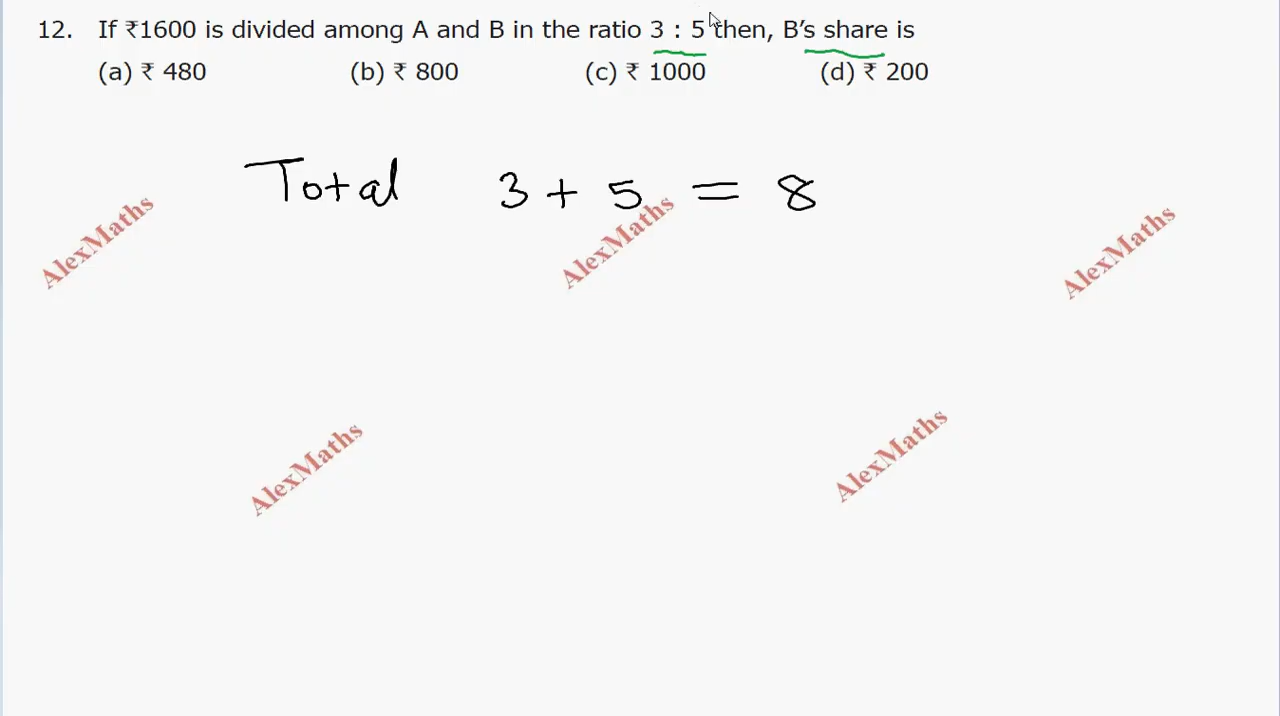 12. If ₹1600 is divided among A and B in the ratio 3 : 5 then, B’s share is
(a) ₹ 480 (b) ₹ 800 (c) ₹ 1000 (d) ₹ 200
Total 3 + 5 = 8
AlexMaths
AlexMaths
AlexMaths
AlexMaths
AlexMaths